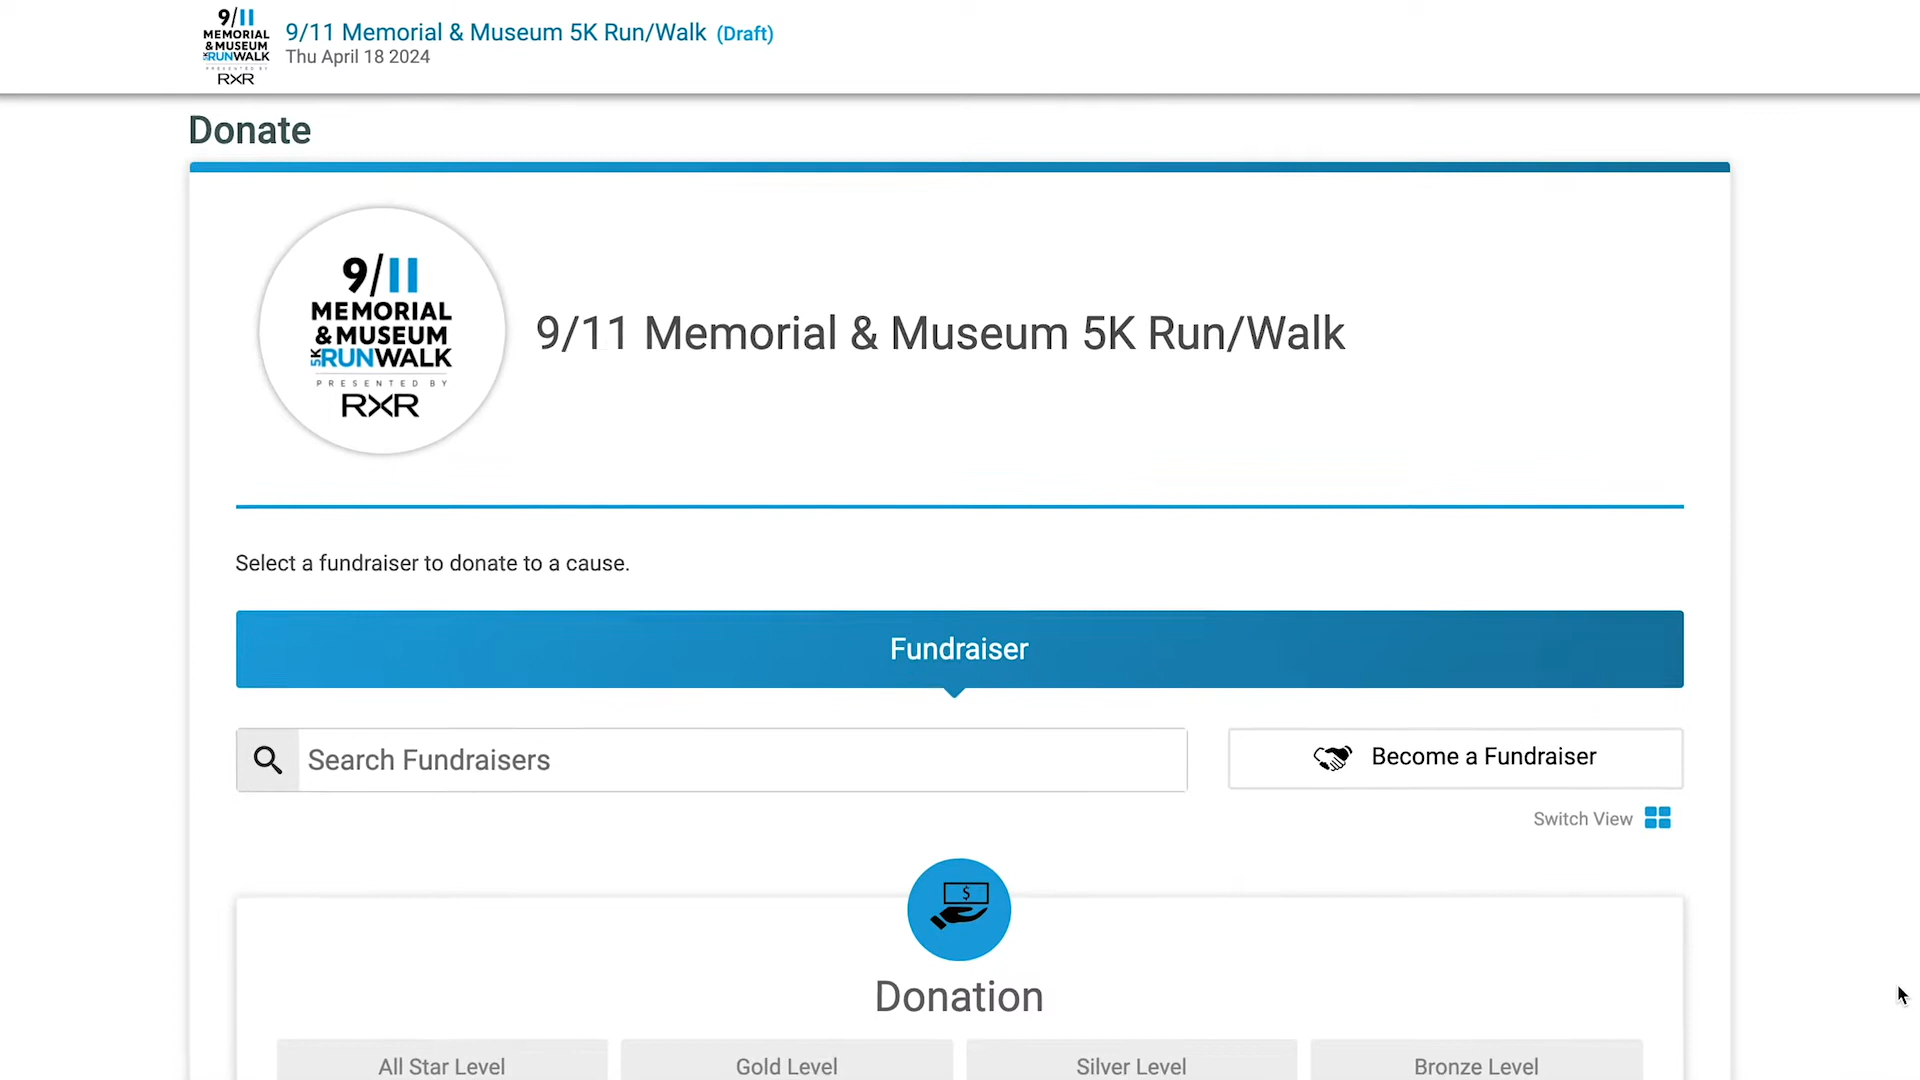 9/11
MEMORIAL
& MUSEUM
5K RUNWALK
PRESENTED BY
RXR
9/11 Memorial & Museum 5K Run/Walk (Draft)
Thu April 18 2024
Donate
9/11
MEMORIAL
& MUSEUM
5K RUNWALK
PRESENTED BY
RXR
9/11 Memorial & Museum 5K Run/Walk
Select a fundraiser to donate to a cause.
Fundraiser
Search Fundraisers
Become a Fundraiser
Switch View
$
Donation
All Star Level
Gold Level
Silver Level
Bronze Level